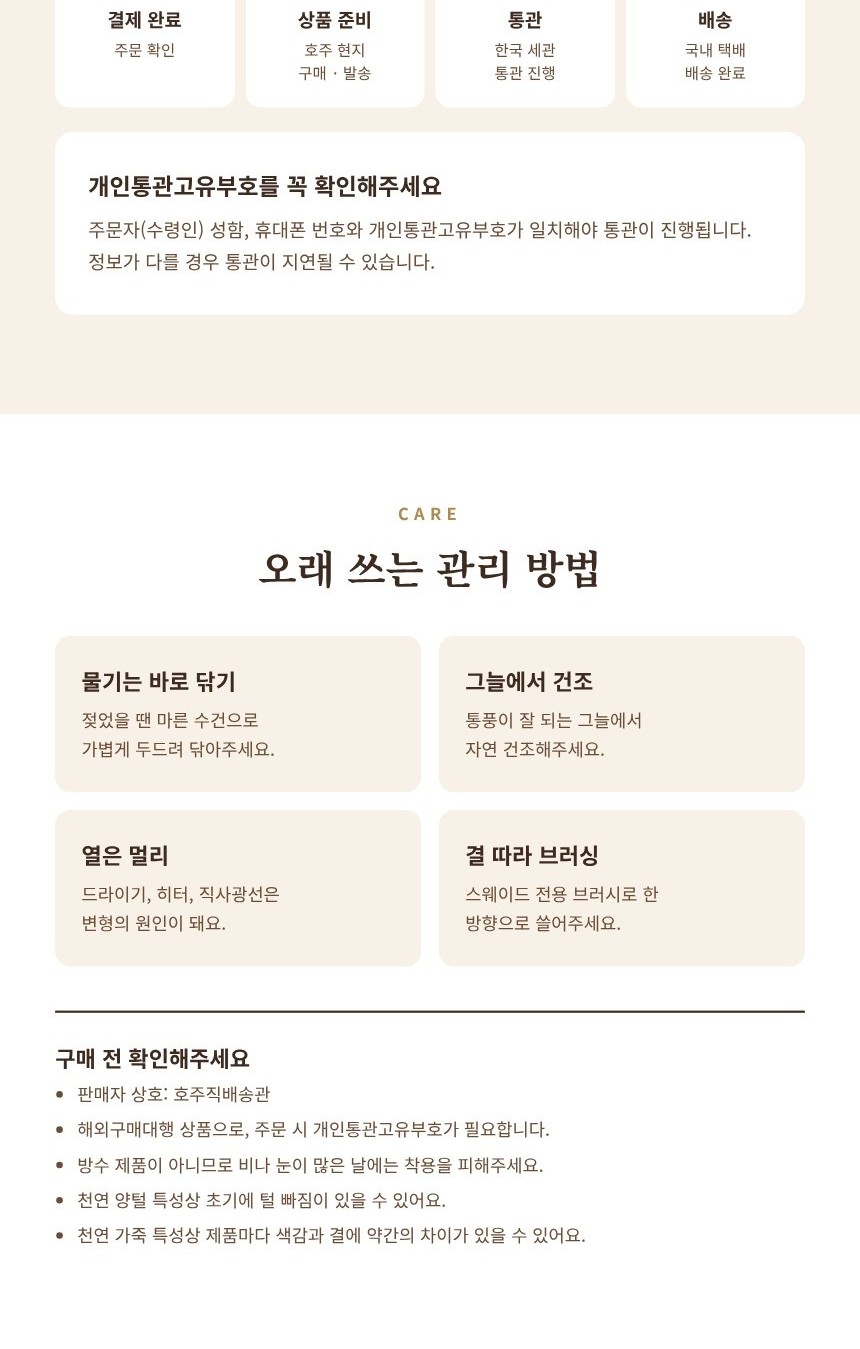 결제 완료
주문 확인
상품 준비
호주 현지
구매 · 발송
통관
한국 세관
통관 진행
배송
국내 택배
배송 완료
개인통관고유부호를 꼭 확인해주세요
주문자(수령인) 성함, 휴대폰 번호와 개인통관고유부호가 일치해야 통관이 진행됩니다.
정보가 다를 경우 통관이 지연될 수 있습니다.
CARE
오래 쓰는 관리 방법
물기는 바로 닦기
젖었을 땐 마른 수건으로
가볍게 두드려 닦아주세요.
그늘에서 건조
통풍이 잘 되는 그늘에서
자연 건조해주세요.
열은 멀리
드라이기, 히터, 직사광선은
변형의 원인이 돼요.
결 따라 브러싱
스웨이드 전용 브러시로 한
방향으로 쓸어주세요.
구매 전 확인해주세요
• 판매자 상호: 호주직배송관
• 해외구매대행 상품으로, 주문 시 개인통관고유부호가 필요합니다.
• 방수 제품이 아니므로 비나 눈이 많은 날에는 착용을 피해주세요.
• 천연 양털 특성상 초기에 털 빠짐이 있을 수 있어요.
• 천연 가죽 특성상 제품마다 색감과 결에 약간의 차이가 있을 수 있어요.